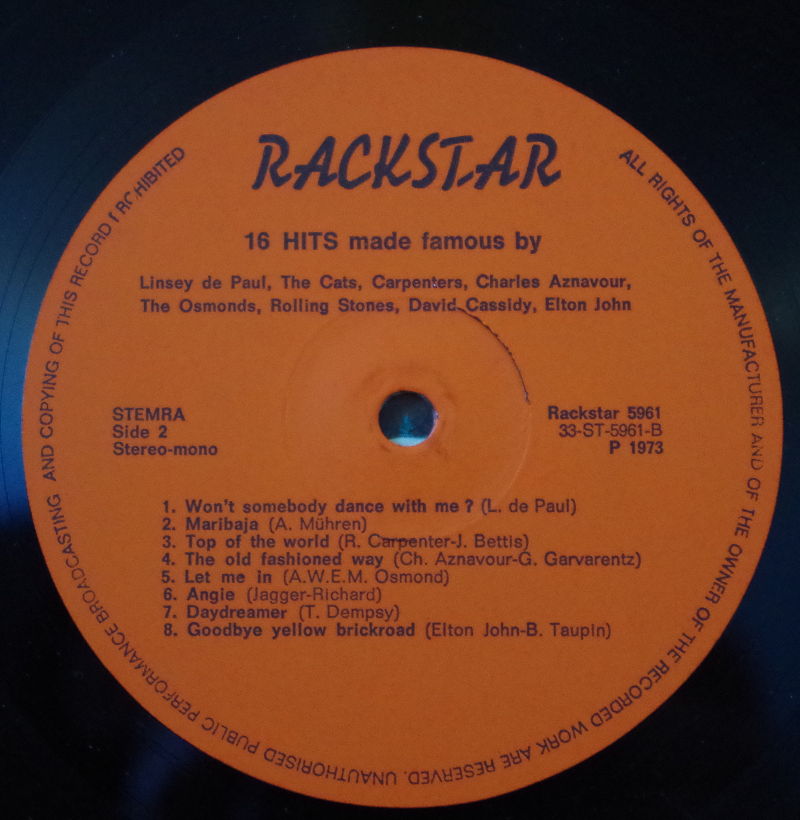 RACKSTAR
16 HITS made famous by
Linsey de Paul, The Cats, Carpenters, Charles Aznavour,
The Osmonds, Rolling Stones, David Cassidy, Elton John
STEMRA
Side 2
Stereo-mono
Rackstar 5961
33-ST-5961-B
P 1973
1. Won't somebody dance with me? (L. de Paul)
2. Maribaja (A. Mühren)
3. Top of the world (R. Carpenter-J. Bettis)
4. The old fashioned way (Ch. Aznavour-G. Garvarentz)
5. Let me in (A.W.E.M. Osmond)
6. Angie (Jagger-Richard)
7. Daydreamer (T. Dempsy)
8. Goodbye yellow brickroad (Elton John-B. Taupin)
ALL RIGHTS OF THE MANUFACTURER AND OF THE OWNER OF THE RECORDED WORK ARE RESERVED. UNAUTHORISED PUBLIC PERFORMANCE BROADCASTING AND COPYING OF THIS RECORD PROHIBITED